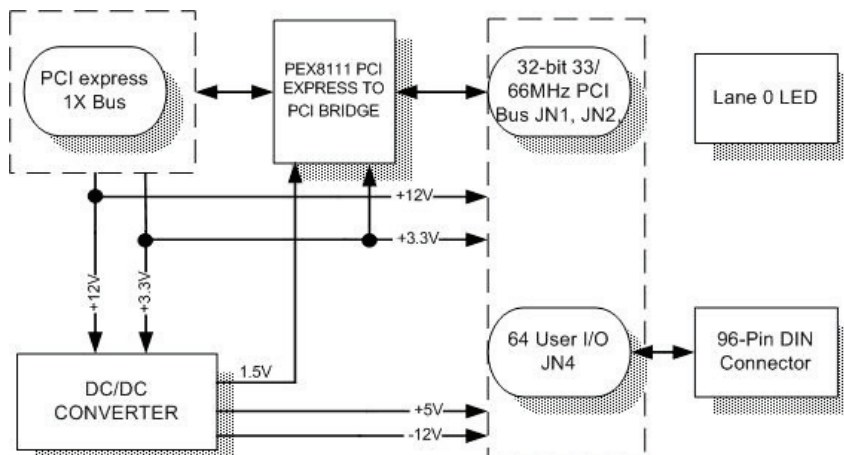 PCI express
1X Bus
PEX8111 PCI
EXPRESS TO
PCI BRIDGE
32-bit 33/
66MHz PCI
Bus JN1, JN2,
Lane 0 LED
+12V
+3.3V
+12V
+3.3V
64 User I/O
JN4
96-Pin DIN
Connector
DC/DC
CONVERTER
1.5V
+5V
-12V